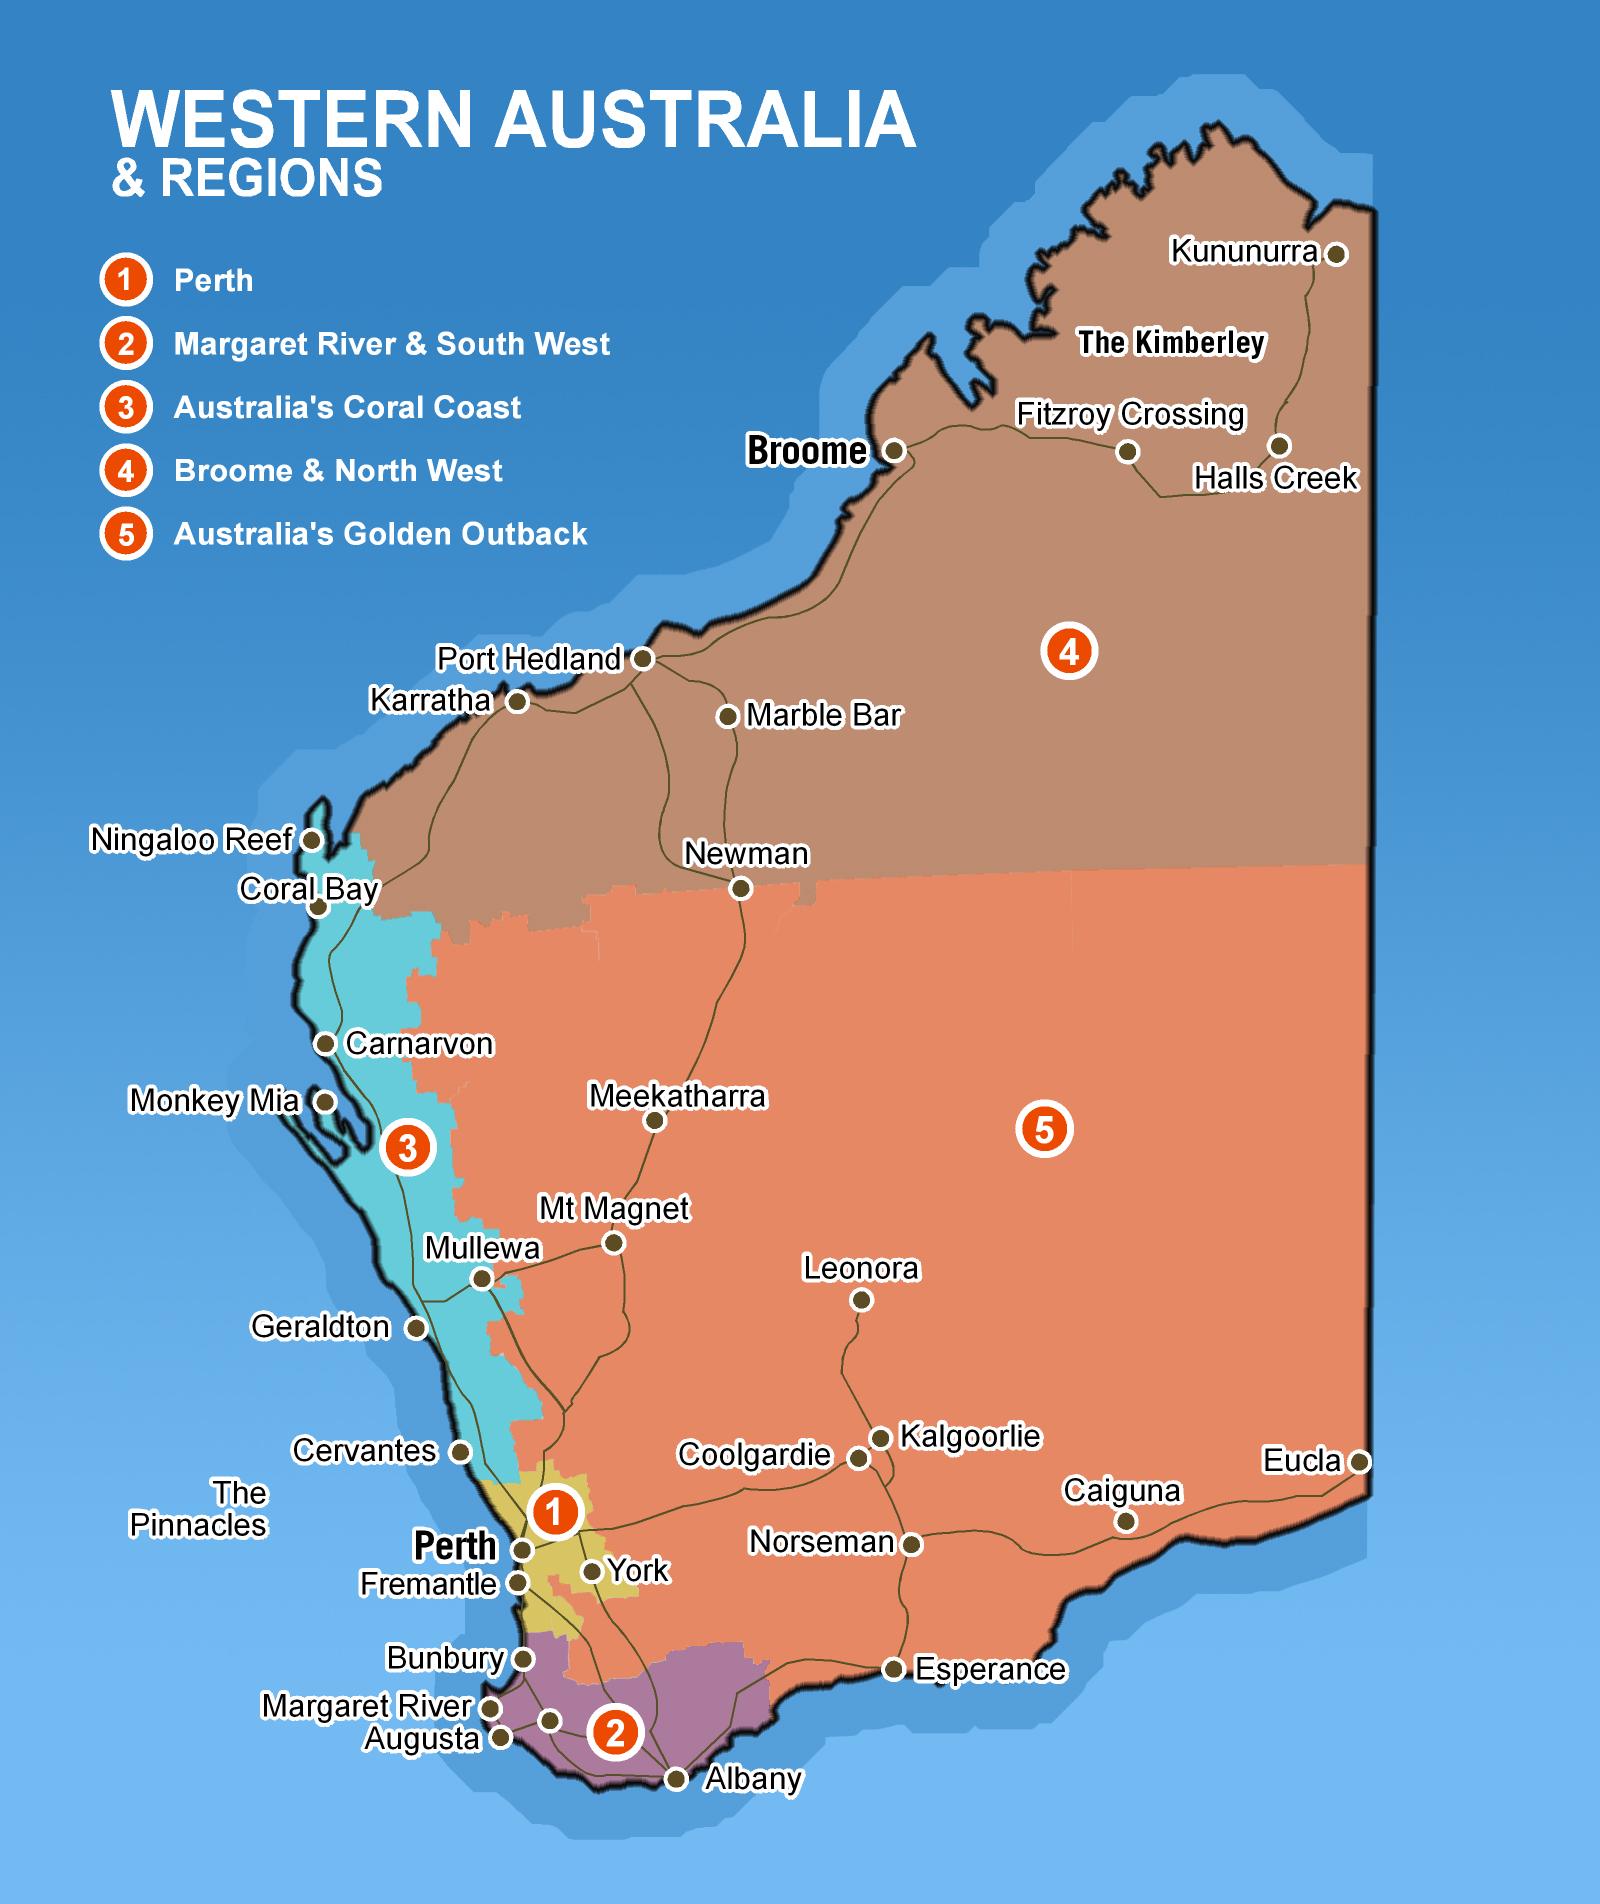 WESTERN AUSTRALIA
& REGIONS
1 Perth
2 Margaret River & South West
3 Australia's Coral Coast
4 Broome & North West
5 Australia's Golden Outback
Kununurra
The Kimberley
Fitzroy Crossing
Broome
Halls Creek
4
Port Hedland
Karratha
Marble Bar
Ningaloo Reef
Newman
Coral Bay
Carnarvon
Monkey Mia
Meekatharra
5
3
Mt Magnet
Mullewa
Leonora
Geraldton
Kalgoorlie
Cervantes
Coolgardie
Eucla
The
Pinnacles
Caiguna
1
Perth
Norseman
York
Fremantle
Bunbury
Esperance
Margaret River
Augusta
2
Albany